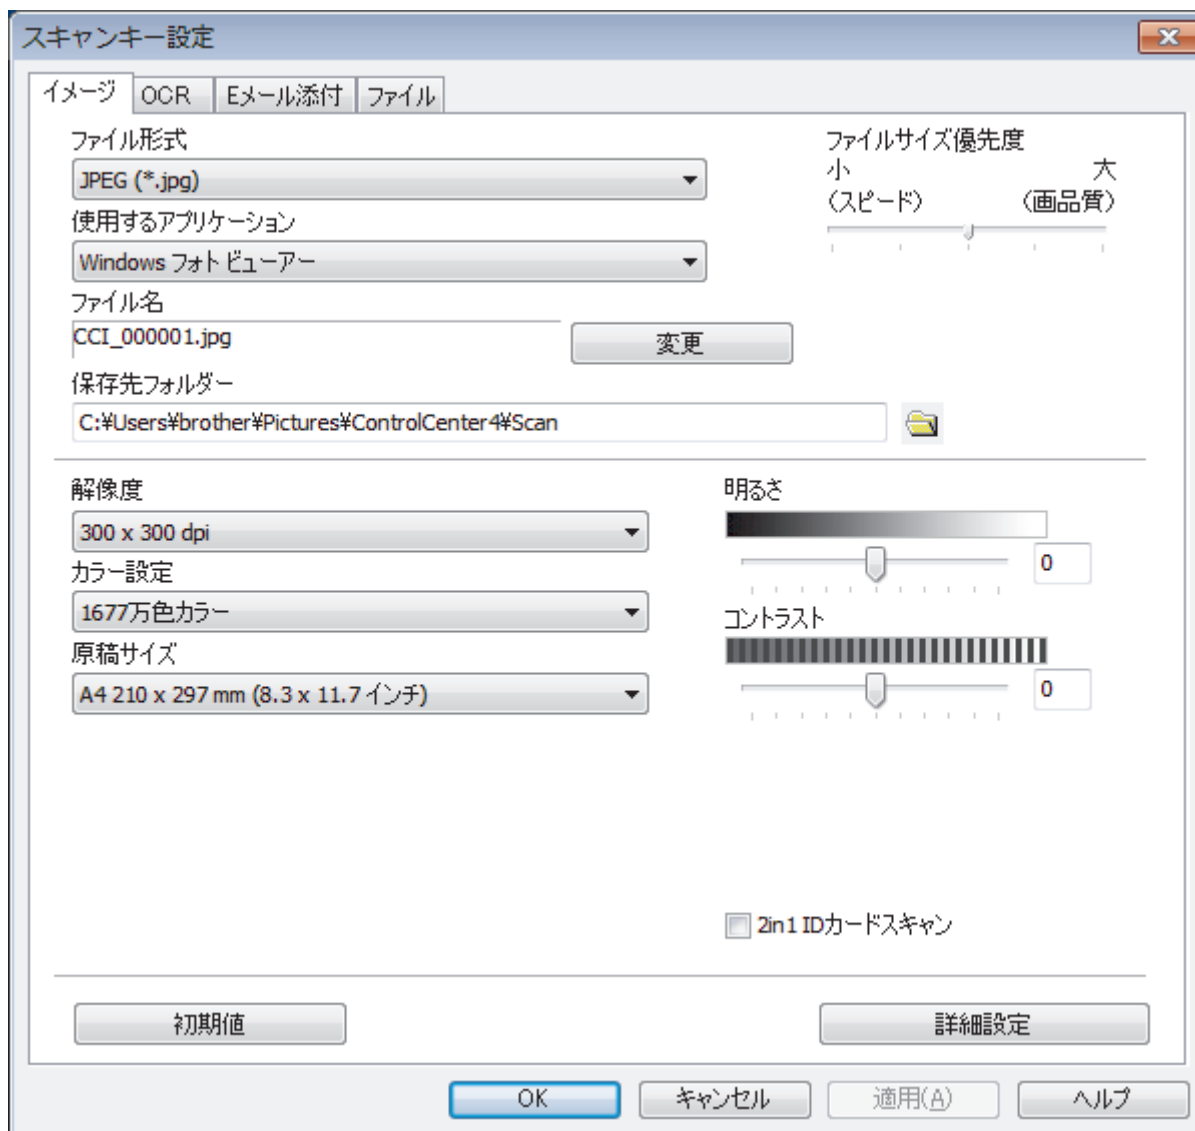 スキャンキー設定
イメージ OCR Eメール添付 ファイル
ファイル形式
JPEG (*.jpg)
使用するアプリケーション
Windows フォト ビューアー
ファイル名
CCI_000001.jpg
変更
保存先フォルダー
C:¥Users¥brother¥Pictures¥ControlCenter4¥Scan
ファイルサイズ優先度
小 大
(スピード) (画品質)
解像度
300 x 300 dpi
カラー設定
1677万色カラー
原稿サイズ
A4 210 x 297 mm (8.3 x 11.7 インチ)
明るさ
0
コントラスト
0
2in1 IDカードスキャン
初期値 詳細設定
OK キャンセル 適用(A) ヘルプ